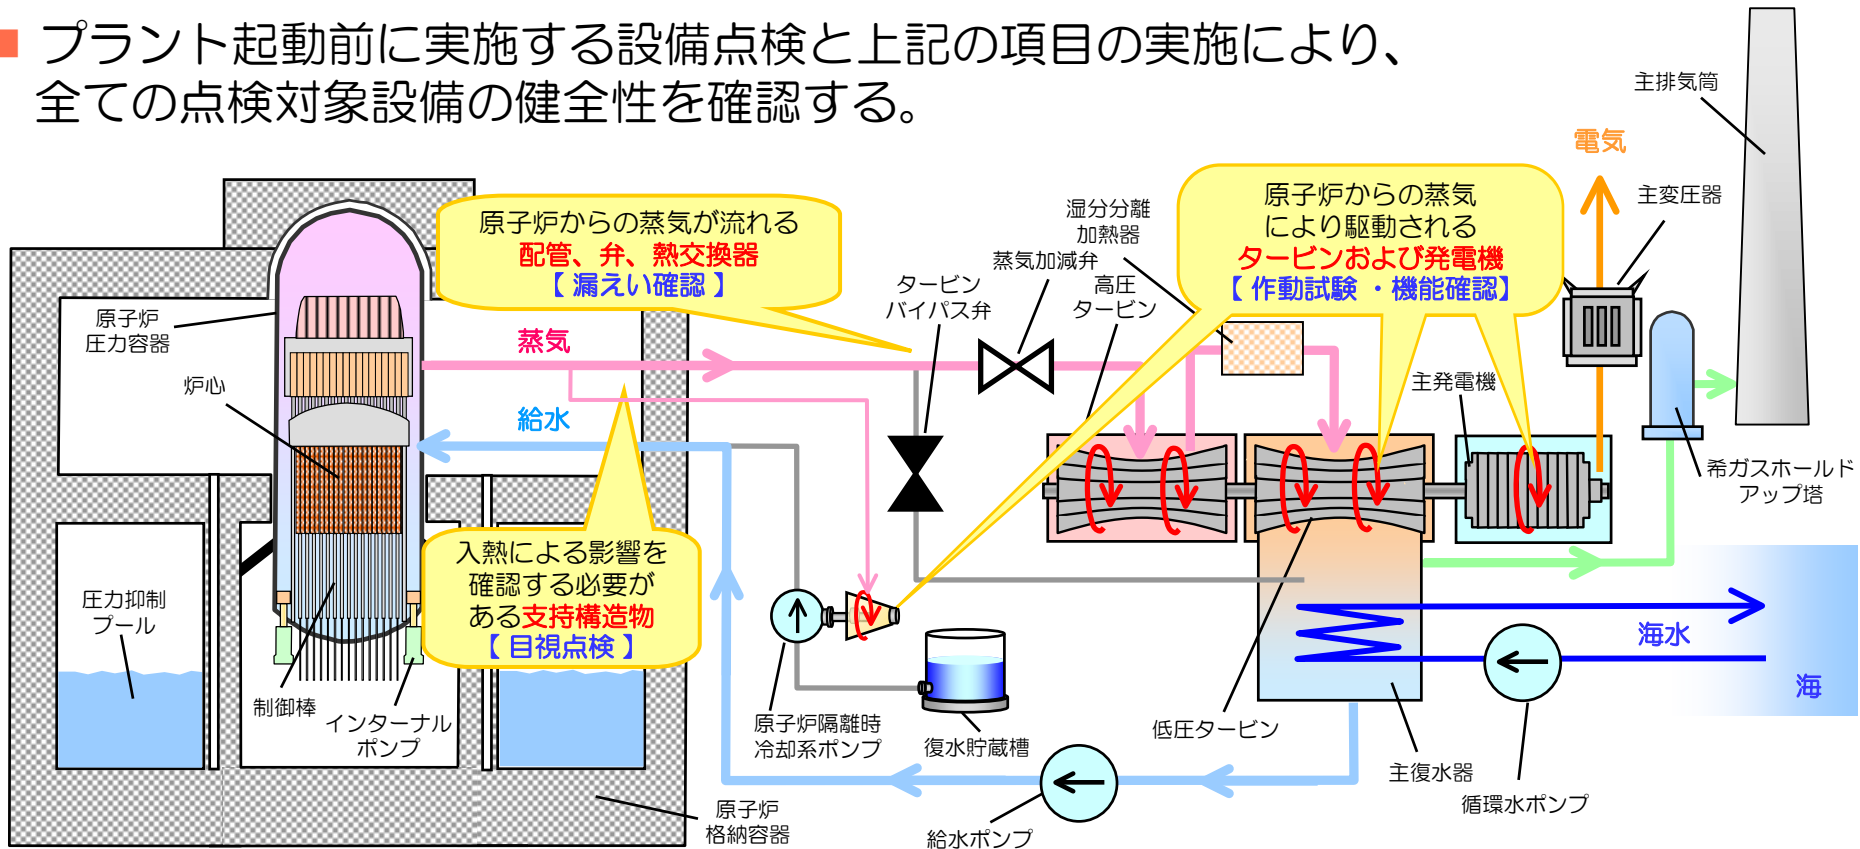 プラント起動前に実施する設備点検と上記の項目の実施により、
全ての点検対象設備の健全性を確認する。
主排気筒
電気
主変圧器
原子炉からの蒸気が流れる
配管、弁、熱交換器
【 漏えい確認 】
湿分分離
加熱器
蒸気加減弁
高圧
タービン
タービン
バイパス弁
原子炉からの蒸気
により駆動される
タービンおよび発電機
【 作動試験 ・機能確認】
原子炉
圧力容器
蒸気
炉心
給水
主発電機
希ガスホールド
アップ塔
入熱による影響を
確認する必要が
ある支持構造物
【 目視点検 】
圧力抑制
プール
海水
海
制御棒
インターナル
ポンプ
原子炉隔離時
冷却系ポンプ
復水貯蔵槽
低圧タービン
主復水器
循環水ポンプ
原子炉
格納容器
給水ポンプ